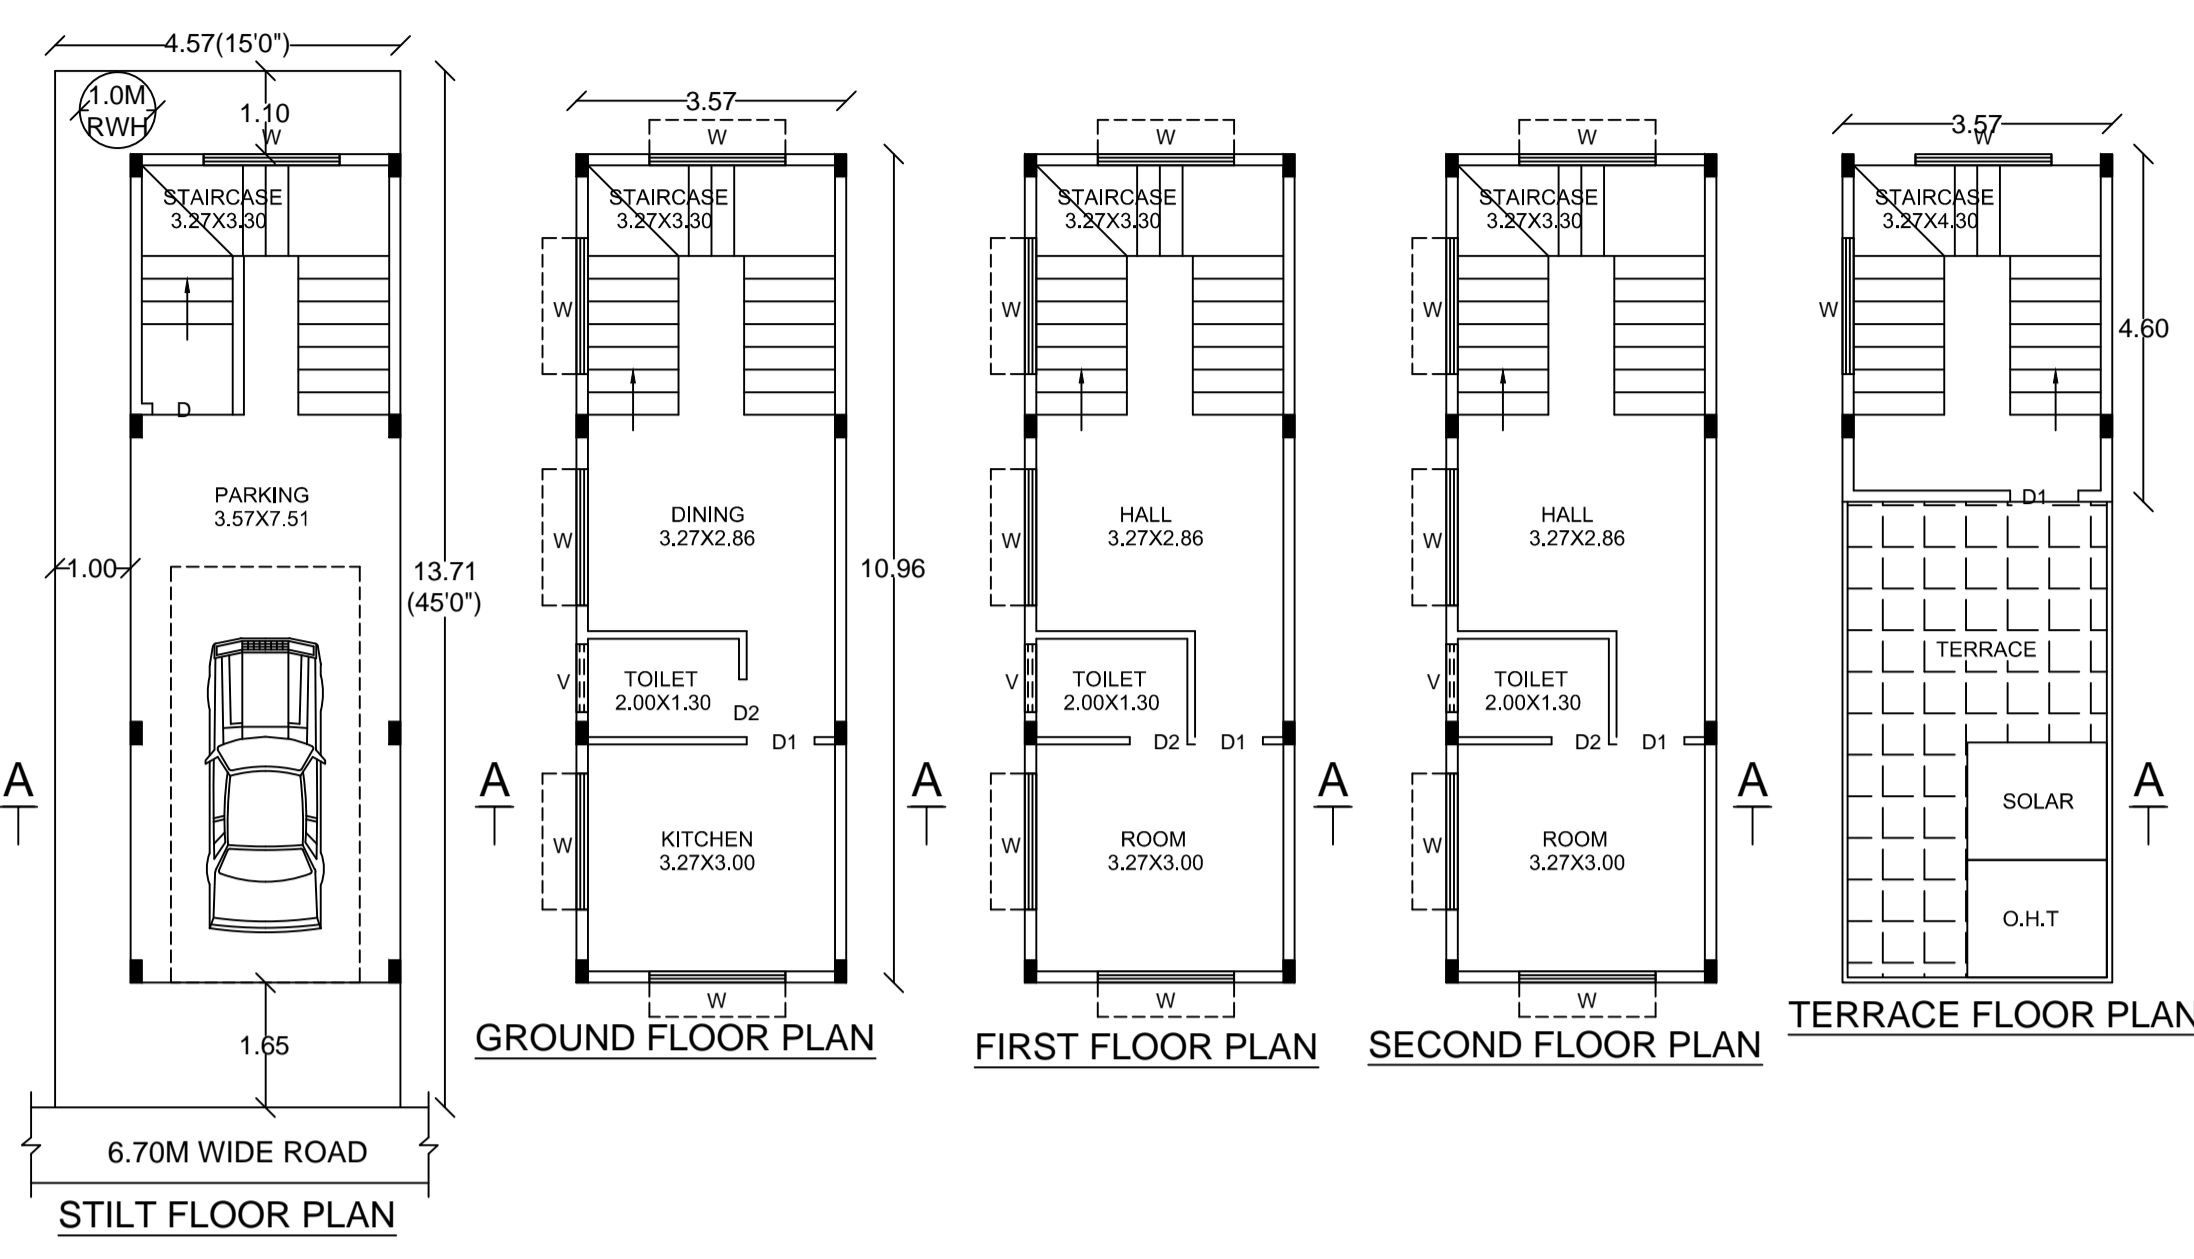 4.57(15'0")
1.0M
RWH
1.10
W
STAIRCASE
3.27X3.30
D
PARKING
3.57X7.51
1.00
13.71
(45'0")
A
1.65
6.70M WIDE ROAD
STILT FLOOR PLAN
3.57
W
STAIRCASE
3.27X3.30
W
DINING
3.27X2.86
W
10.96
TOILET
2.00X1.30
V
D2
D1
A
A
KITCHEN
3.27X3.00
W
W
GROUND FLOOR PLAN
W
STAIRCASE
3.27X3.30
W
HALL
3.27X2.86
W
TOILET
2.00X1.30
V
D2
D1
A
ROOM
3.27X3.00
W
W
FIRST FLOOR PLAN
W
STAIRCASE
3.27X3.30
W
HALL
3.27X2.86
W
TOILET
2.00X1.30
V
D2
D1
A
ROOM
3.27X3.00
W
W
SECOND FLOOR PLAN
3.57
W
STAIRCASE
3.27X4.30
W
4.60
D1
TERRACE
SOLAR
A
O.H.T
TERRACE FLOOR PLAN